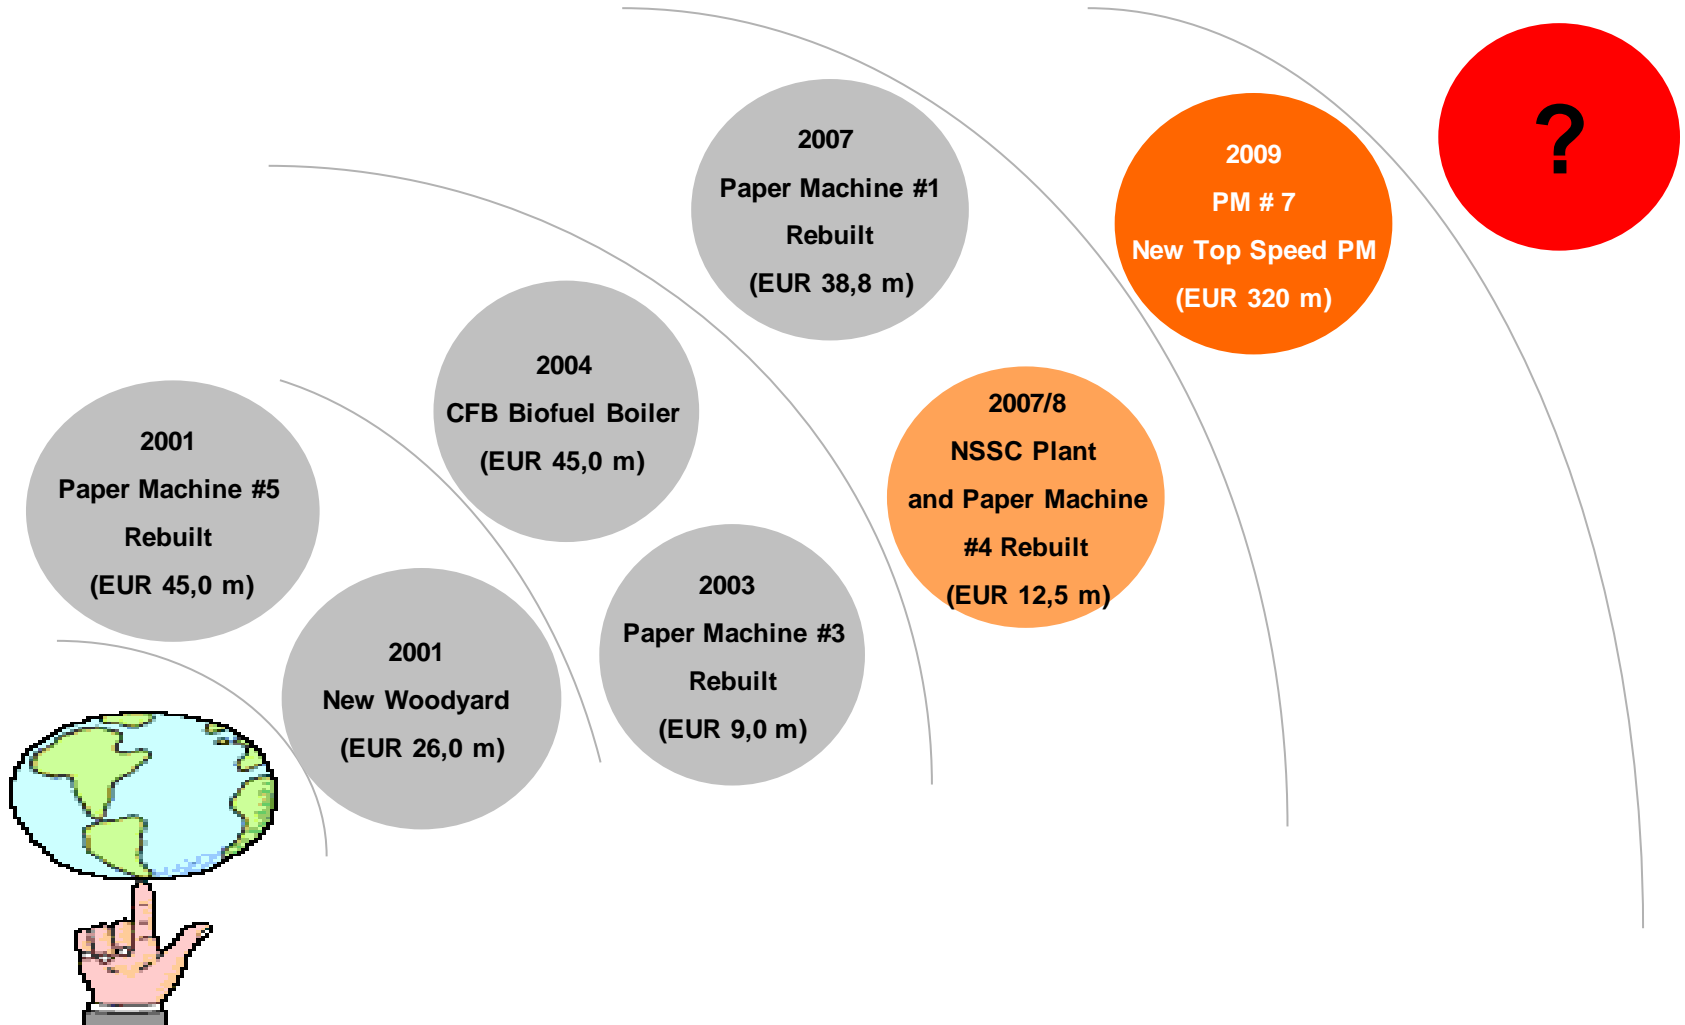 2001
Paper Machine #5
Rebuilt
(EUR 45,0 m)
2001
New Woodyard
(EUR 26,0 m)
2004
CFB Biofuel Boiler
(EUR 45,0 m)
2003
Paper Machine #3
Rebuilt
(EUR 9,0 m)
2007
Paper Machine #1
Rebuilt
(EUR 38,8 m)
2007/8
NSSC Plant
and Paper Machine
#4 Rebuilt
(EUR 12,5 m)
2009
PM # 7
New Top Speed PM
(EUR 320 m)
?